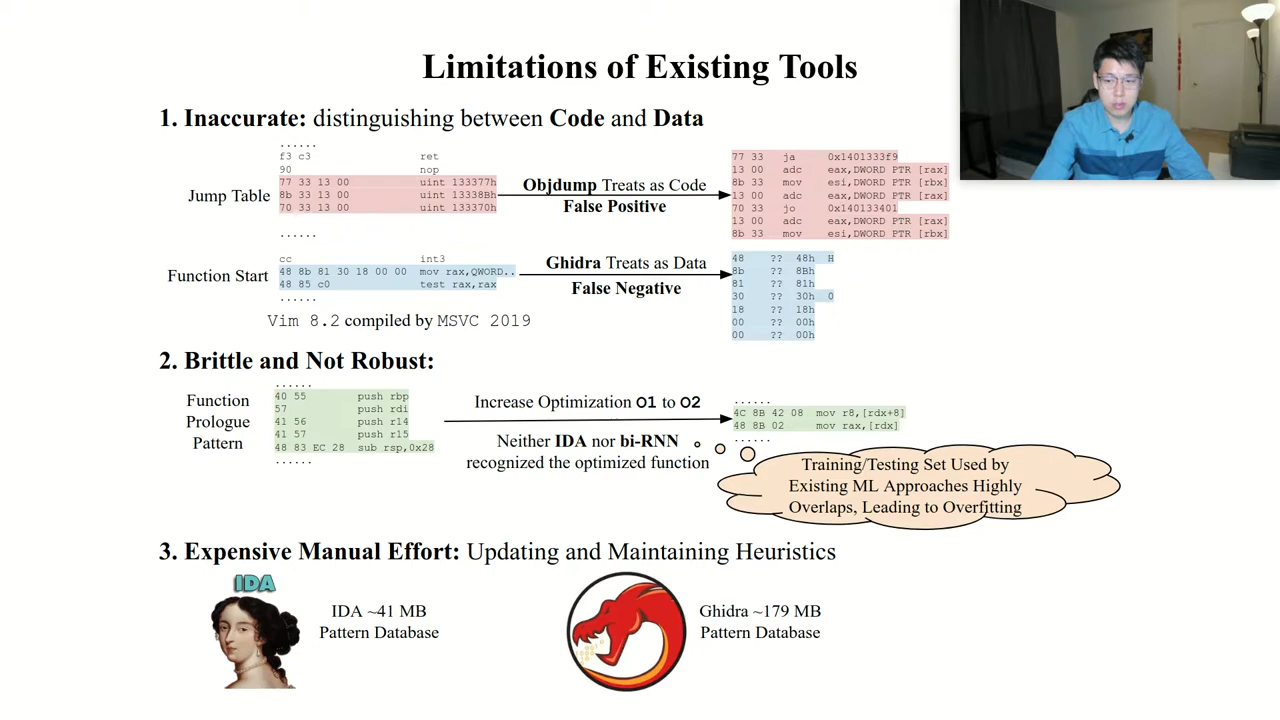 Limitations of Existing Tools
1. Inaccurate: distinguishing between Code and Data
......
f3 c3 ret
90 nop
Jump Table
77 33 13 00 uint 133377h
8b 33 13 00 uint 13338Bh
70 33 13 00 uint 133370h
......
Objdump Treats as Code
False Positive
77 33 ja 0x1401333f9
13 00 adc eax,DWORD PTR [rax]
8b 33 mov esi,DWORD PTR [rbx]
13 00 adc eax,DWORD PTR [rax]
70 33 jo 0x140133401
13 00 adc eax,DWORD PTR [rax]
8b 33 mov esi,DWORD PTR [rbx]
Function Start
cc int3
48 8b 81 30 18 00 00 mov rax,QWORD..
48 85 c0 test rax,rax
......
Ghidra Treats as Data
False Negative
48 ?? 48h H
8b ?? 8Bh
81 ?? 81h
30 ?? 30h 0
18 ?? 18h
00 ?? 00h
00 ?? 00h
Vim 8.2 compiled by MSVC 2019
2. Brittle and Not Robust:
Function
Prologue
Pattern
......
40 55 push rbp
57 push rdi
41 56 push r14
41 57 push r15
48 83 EC 28 sub rsp,0x28
......
Increase Optimization O1 to O2
Neither IDA nor bi-RNN
recognized the optimized function
......
4C 8B 42 08 mov r8,[rdx+8]
48 8B 02 mov rax,[rdx]
......
Training/Testing Set Used by
Existing ML Approaches Highly
Overlaps, Leading to Overfitting
3. Expensive Manual Effort: Updating and Maintaining Heuristics
IDA
IDA ~41 MB
Pattern Database
Ghidra ~179 MB
Pattern Database